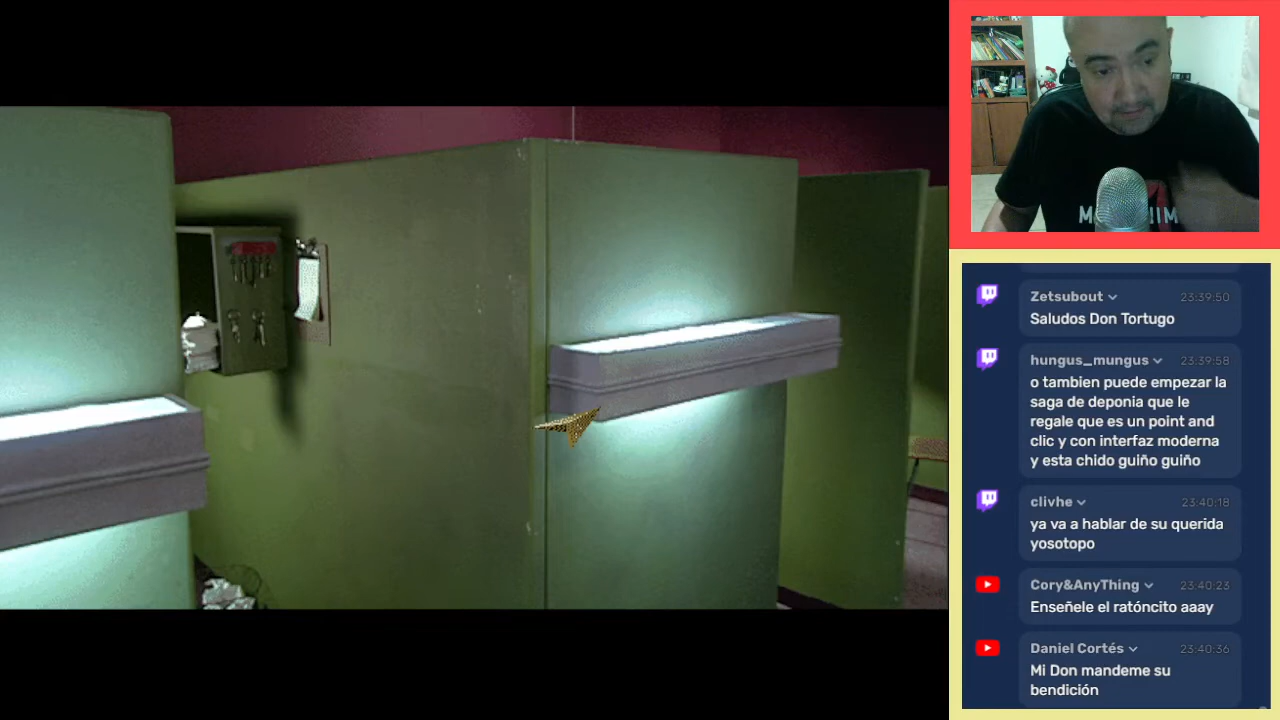 Zetsubout
23:39:50
Saludos Don Tortugo
hungus_mungus
23:39:58
o tambien puede empezar la
saga de deponia que le
regale que es un point and
clic y con interfaz moderna
y esta chido guiño guiño
clivhe
23:40:18
ya va a hablar de su querida
yosotopo
Cory&AnyThing
23:40:23
Enseñele el ratóncito aaay
Daniel Cortés
23:40:36
Mi Don mandeme su
bendición